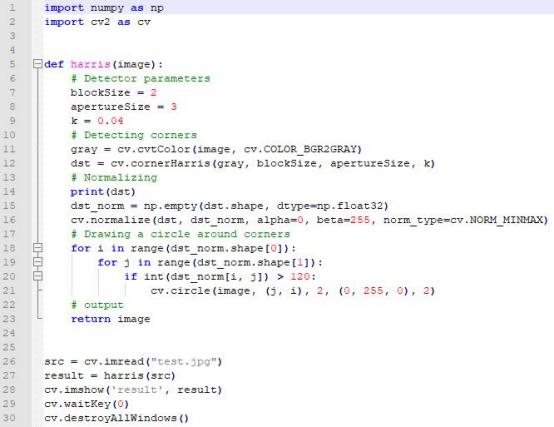 1 import numpy as np
2 import cv2 as cv
3
4
5 def harris(image):
6     # Detector parameters
7     blockSize = 2
8     apertureSize = 3
9     k = 0.04
10     # Detecting corners
11     gray = cv.cvtColor(image, cv.COLOR_BGR2GRAY)
12     dst = cv.cornerHarris(gray, blockSize, apertureSize, k)
13     # Normalizing
14     print(dst)
15     dst_norm = np.empty(dst.shape, dtype=np.float32)
16     cv.normalize(dst, dst_norm, alpha=0, beta=255, norm_type=cv.NORM_MINMAX)
17     # Drawing a circle around corners
18     for i in range(dst_norm.shape[0]):
19         for j in range(dst_norm.shape[1]):
20             if int(dst_norm[i, j]) > 120:
21                 cv.circle(image, (j, i), 2, (0, 255, 0), 2)
22     # output
23     return image
24
25
26 src = cv.imread("test.jpg")
27 result = harris(src)
28 cv.imshow('result', result)
29 cv.waitKey(0)
30 cv.destroyAllWindows()